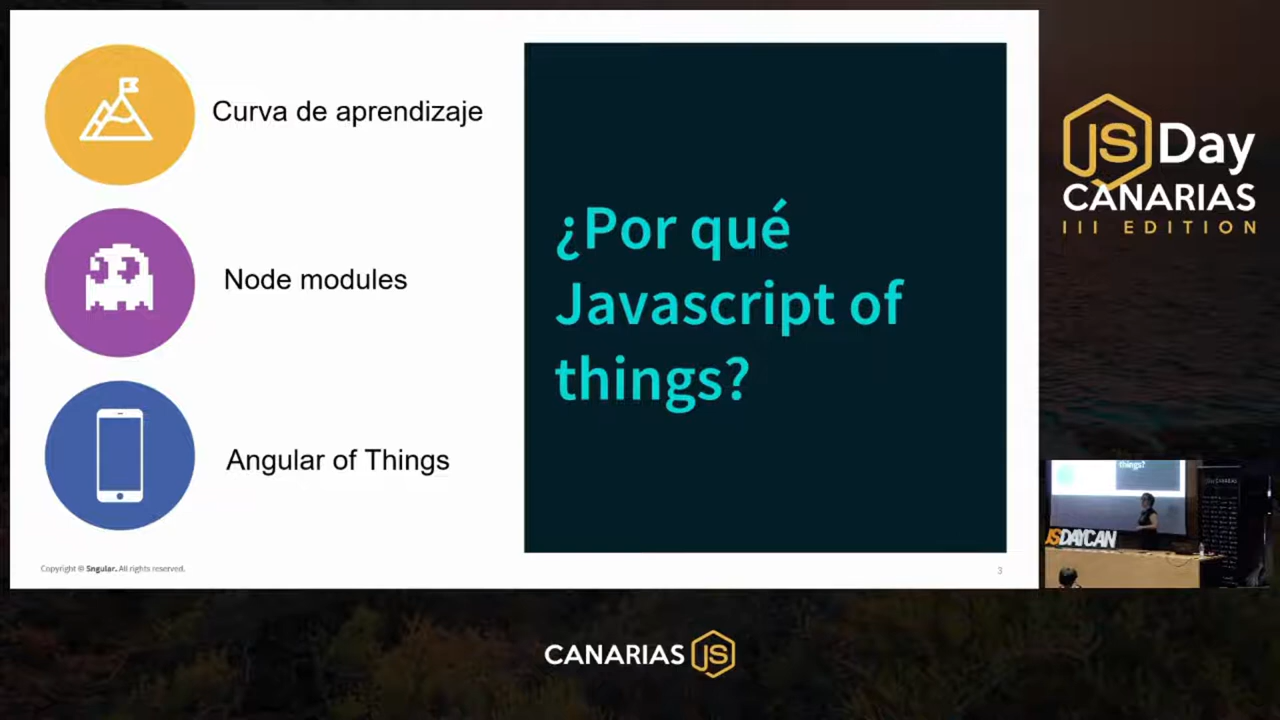 Curva de aprendizaje
Node modules
Angular of Things
¿Por qué
Javascript of
things?
Copyright © Sngular. All rights reserved.
3
JS Day
CANARIAS
III EDITION
things?
JSDAYCAN
CANARIAS JS